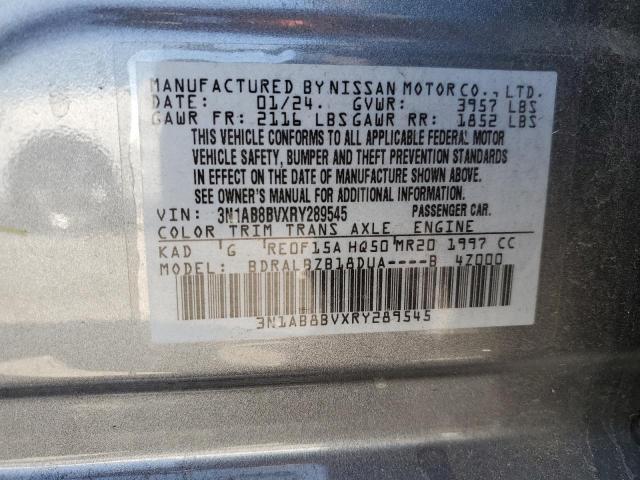 MANUFACTURED BY NISSAN MOTOR CO., LTD.
DATE: 01/24. GVWR: 3957 LBS
GAWR FR: 2116 LBS GAWR RR: 1852 LBS
THIS VEHICLE CONFORMS TO ALL APPLICABLE FEDERAL MOTOR
VEHICLE SAFETY, BUMPER AND THEFT PREVENTION STANDARDS
IN EFFECT ON THE DATE OF MANUFACTURE SHOWN ABOVE.
SEE OWNER'S MANUAL FOR ADDITIONAL INFORMATION.
VIN: 3N1AB8BVXRY289545 PASSENGER CAR.
COLOR TRIM TRANS AXLE ENGINE
KAD G RE0F15A HQ50 MR20 1997 CC
MODEL: BDRALBZB18DUA----B 4Z000
3N1AB8BVXRY289545